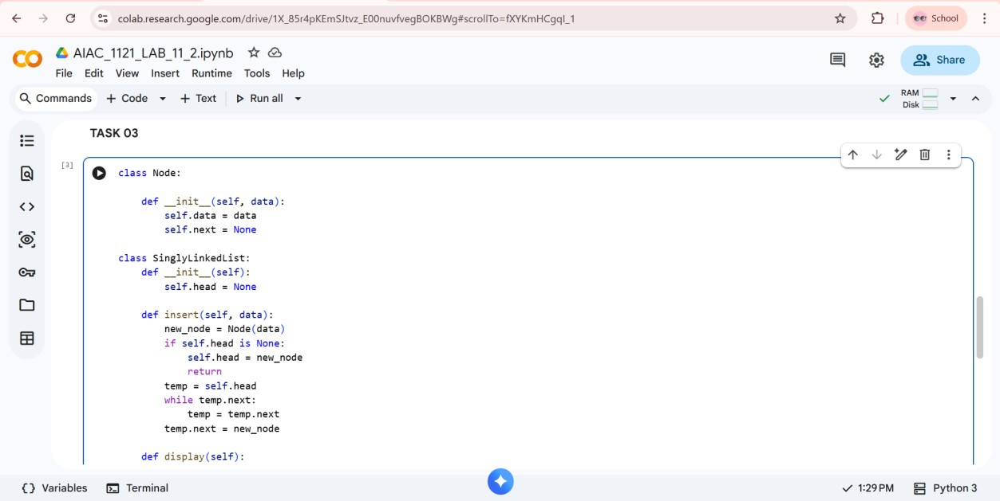 colab.research.google.com/drive/1X_85r4pKEmSJtvz_E00nuvfvegBOKBWg#scrollTo=fXYKmHCgqI_1
School
AIAC_1121_LAB_11_2.ipynb
File Edit View Insert Runtime Tools Help
Share
Commands + Code + Text Run all
RAM
Disk
TASK 03
[3]
class Node:
def __init__(self, data):
self.data = data
self.next = None
class SinglyLinkedList:
def __init__(self):
self.head = None
def insert(self, data):
new_node = Node(data)
if self.head is None:
self.head = new_node
return
temp = self.head
while temp.next:
temp = temp.next
temp.next = new_node
def display(self):
{} Variables Terminal
1:29 PM Python 3